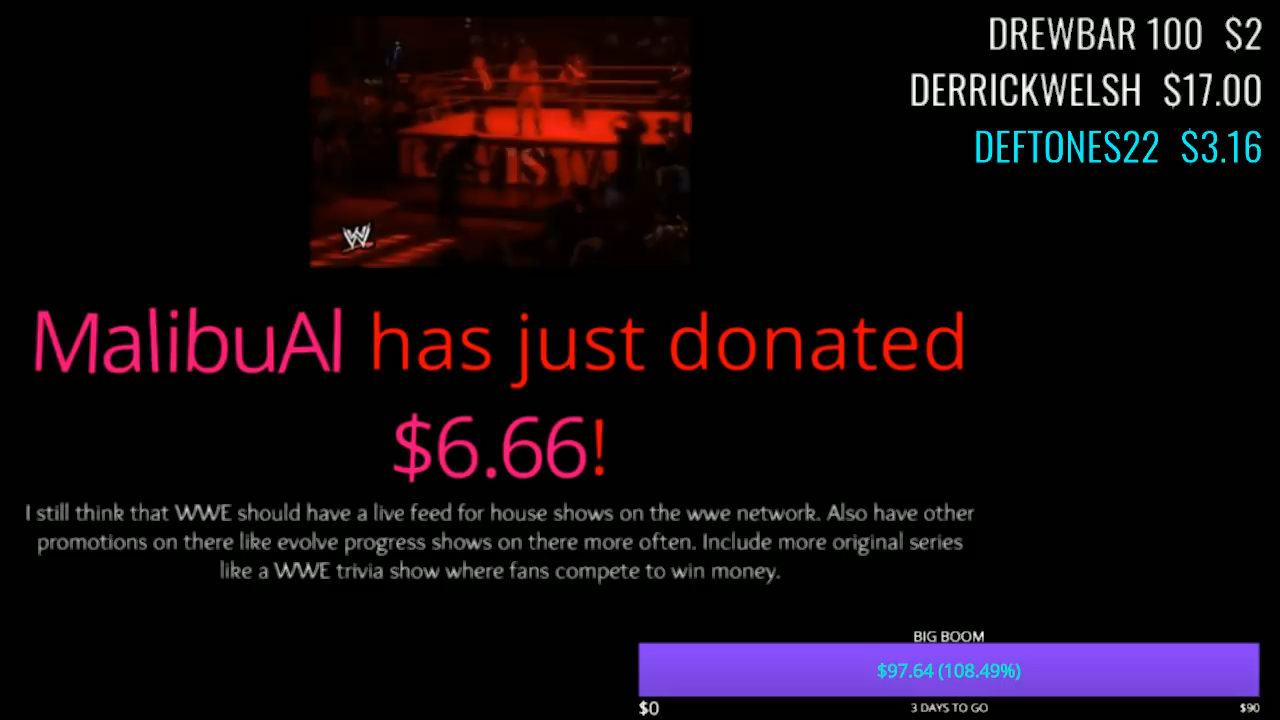 DREWBAR 100 $2
DERRICKWELSH $17.00
DEFTONES22 $3.16
RAW IS WA
W
MalibuAl has just donated
$6.66!
I still think that WWE should have a live feed for house shows on the wwe network. Also have other
promotions on there like evolve progress shows on there more often. Include more original series
like a WWE trivia show where fans compete to win money.
BIG BOOM
$97.64 (108.49%)
$0 3 DAYS TO GO $90